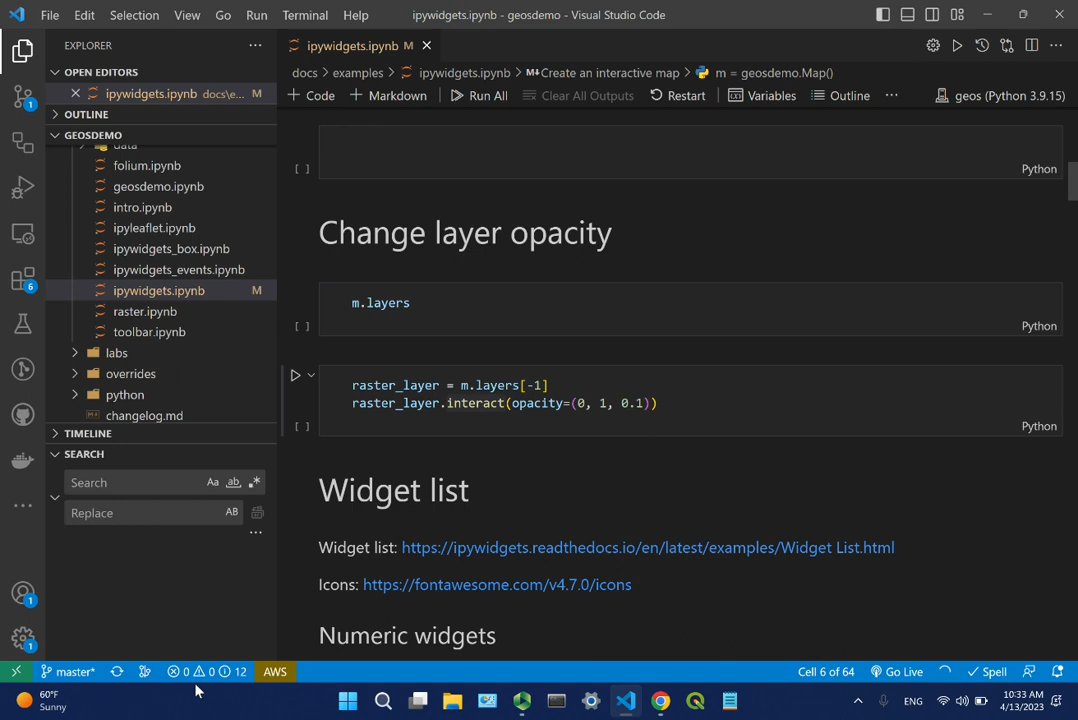 File Edit Selection View Go Run Terminal Help ipywidgets.ipynb - geosdemo - Visual Studio Code
EXPLORER
ipywidgets.ipynb M
OPEN EDITORS
docs > examples > ipywidgets.ipynb > Create an interactive map > m = geosdemo.Map()
ipywidgets.ipynb docs\e... M
+ Code + Markdown Run All Clear All Outputs Restart Variables Outline ... geos (Python 3.9.15)
OUTLINE
GEOSDEMO
data
folium.ipynb
geosdemo.ipynb
intro.ipynb
ipyleaflet.ipynb
ipywidgets_box.ipynb
ipywidgets_events.ipynb
ipywidgets.ipynb M
raster.ipynb
toolbar.ipynb
labs
overrides
python
changelog.md
TIMELINE
SEARCH
Search Aa ab
Replace AB
1
6
1
1
[ ] Python
Change layer opacity
m.layers
[ ] Python
raster_layer = m.layers[-1]
raster_layer.interact(opacity=(0, 1, 0.1))
[ ] Python
Widget list
Widget list: https://ipywidgets.readthedocs.io/en/latest/examples/Widget List.html
Icons: https://fontawesome.com/v4.7.0/icons
Numeric widgets
master* 0 0 12 AWS Cell 6 of 64 Go Live Spell
60°F
Sunny
ENG
10:33 AM
4/13/2023